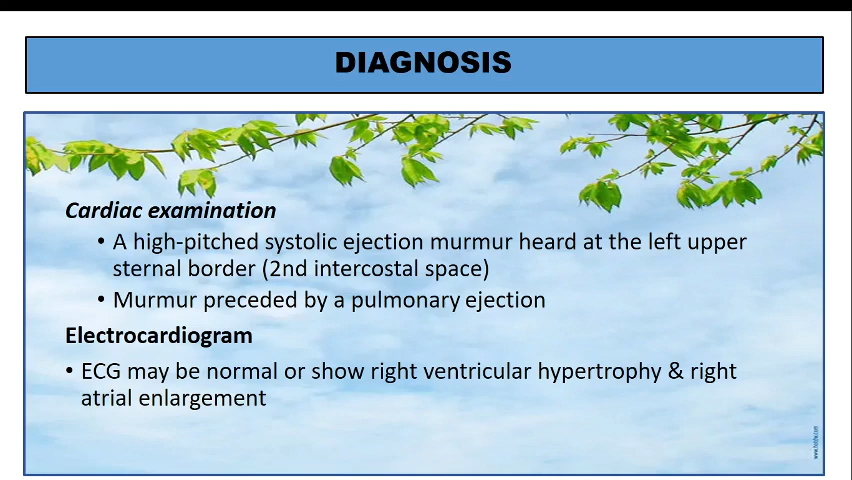 DIAGNOSIS
Cardiac examination
• A high-pitched systolic ejection murmur heard at the left upper
sternal border (2nd intercostal space)
• Murmur preceded by a pulmonary ejection
Electrocardiogram
• ECG may be normal or show right ventricular hypertrophy & right
atrial enlargement